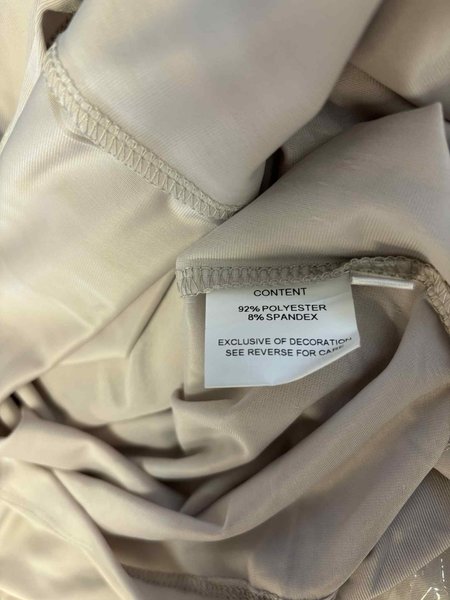 CONTENT
92% POLYESTER
8% SPANDEX
EXCLUSIVE OF DECORATION
SEE REVERSE FOR CARE